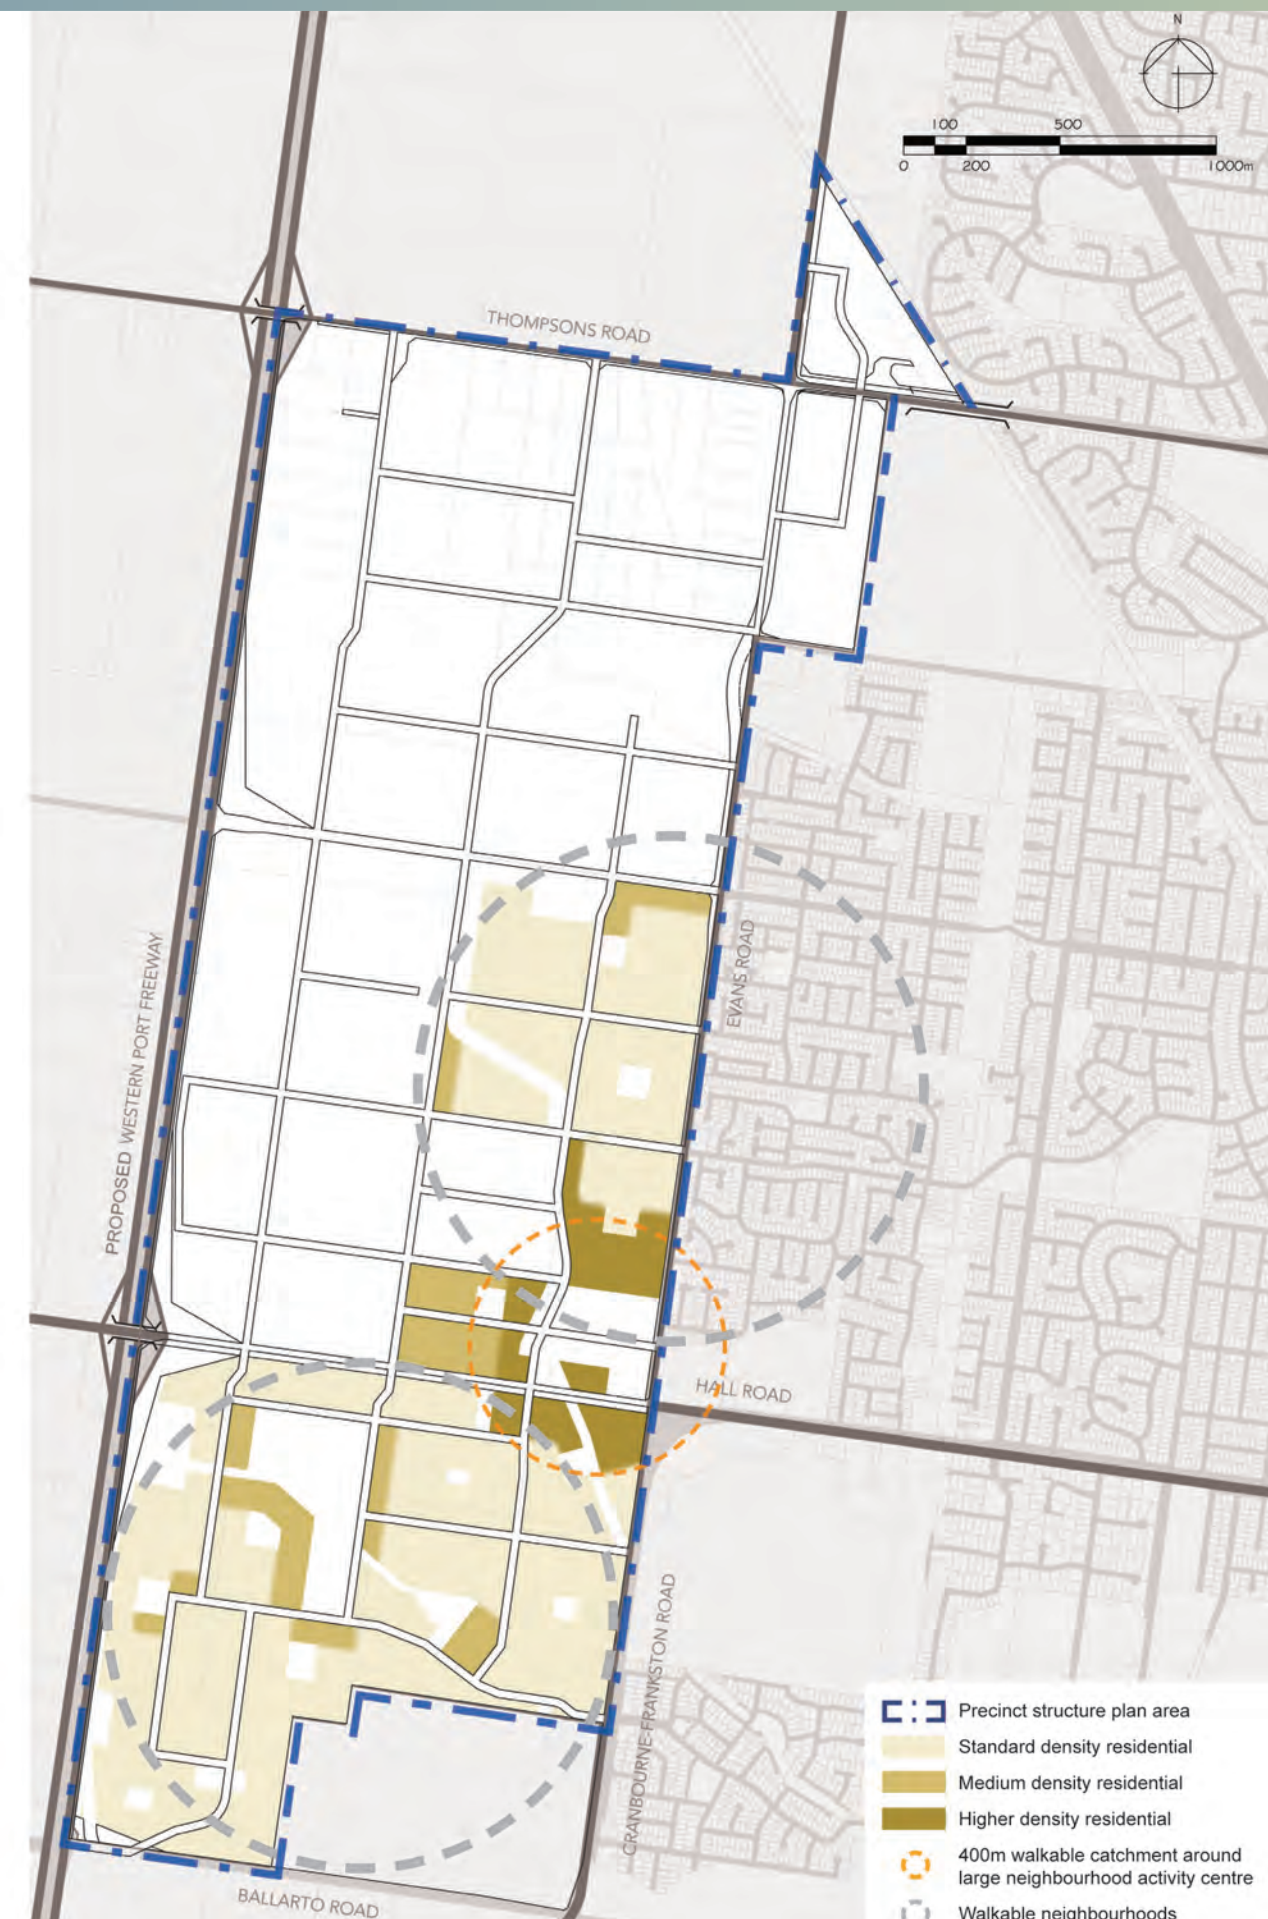 N
100 500
0 200 1000m
THOMPSONS ROAD
EVANS ROAD
PROPOSED WESTERN PORT FREEWAY
HALL ROAD
CRANBOURNE-FRANKSTON ROAD
BALLARTO ROAD
Precinct structure plan area
Standard density residential
Medium density residential
Higher density residential
400m walkable catchment around
large neighbourhood activity centre
Walkable neighbourhoods